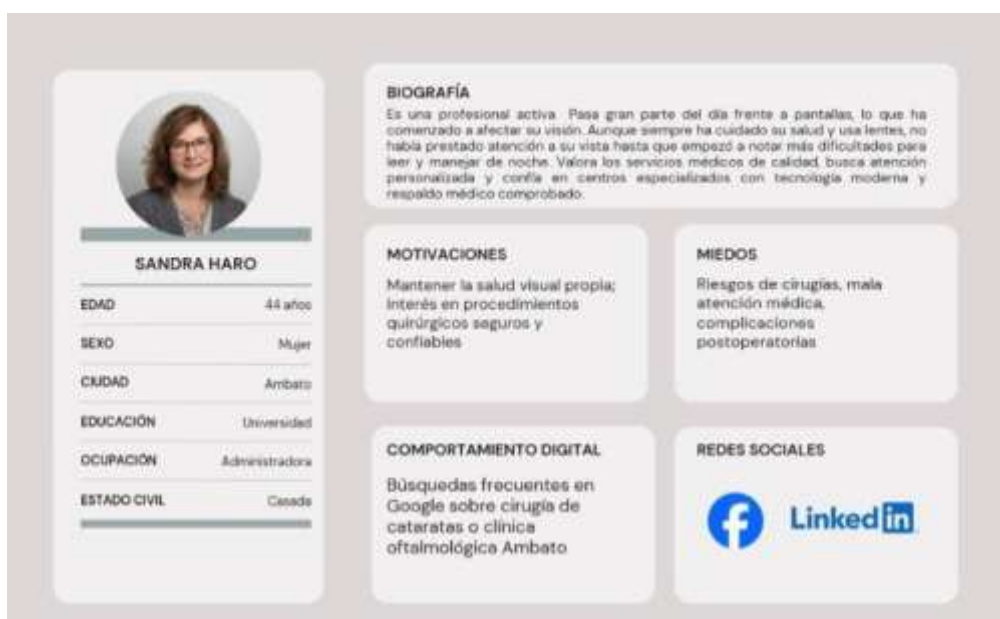 SANDRA HARO
EDAD 44 años
SEXO Mujer
CIUDAD Ambato
EDUCACIÓN Universidad
OCUPACIÓN Administradora
ESTADO CIVIL Casada
BIOGRAFÍA
Es una profesional activa. Pasa gran parte del día frente a pantallas, lo que ha
comenzado a afectar su visión. Aunque siempre ha cuidado su salud y usa lentes, no
había prestado atención a su vista hasta que empezó a notar más dificultades para
leer y manejar de noche. Valora los servicios médicos de calidad, busca atención
personalizada y confía en centros especializados con tecnología moderna y
respaldo médico comprobado.
MOTIVACIONES
Mantener la salud visual propia;
Interés en procedimientos
quirúrgicos seguros y
confiables
MIEDOS
Riesgos de cirugías, mala
atención médica,
complicaciones
postoperatorias
COMPORTAMIENTO DIGITAL
Búsquedas frecuentes en
Google sobre cirugía de
cataratas o clínica
oftalmológica Ambato
REDES SOCIALES
LinkedIn